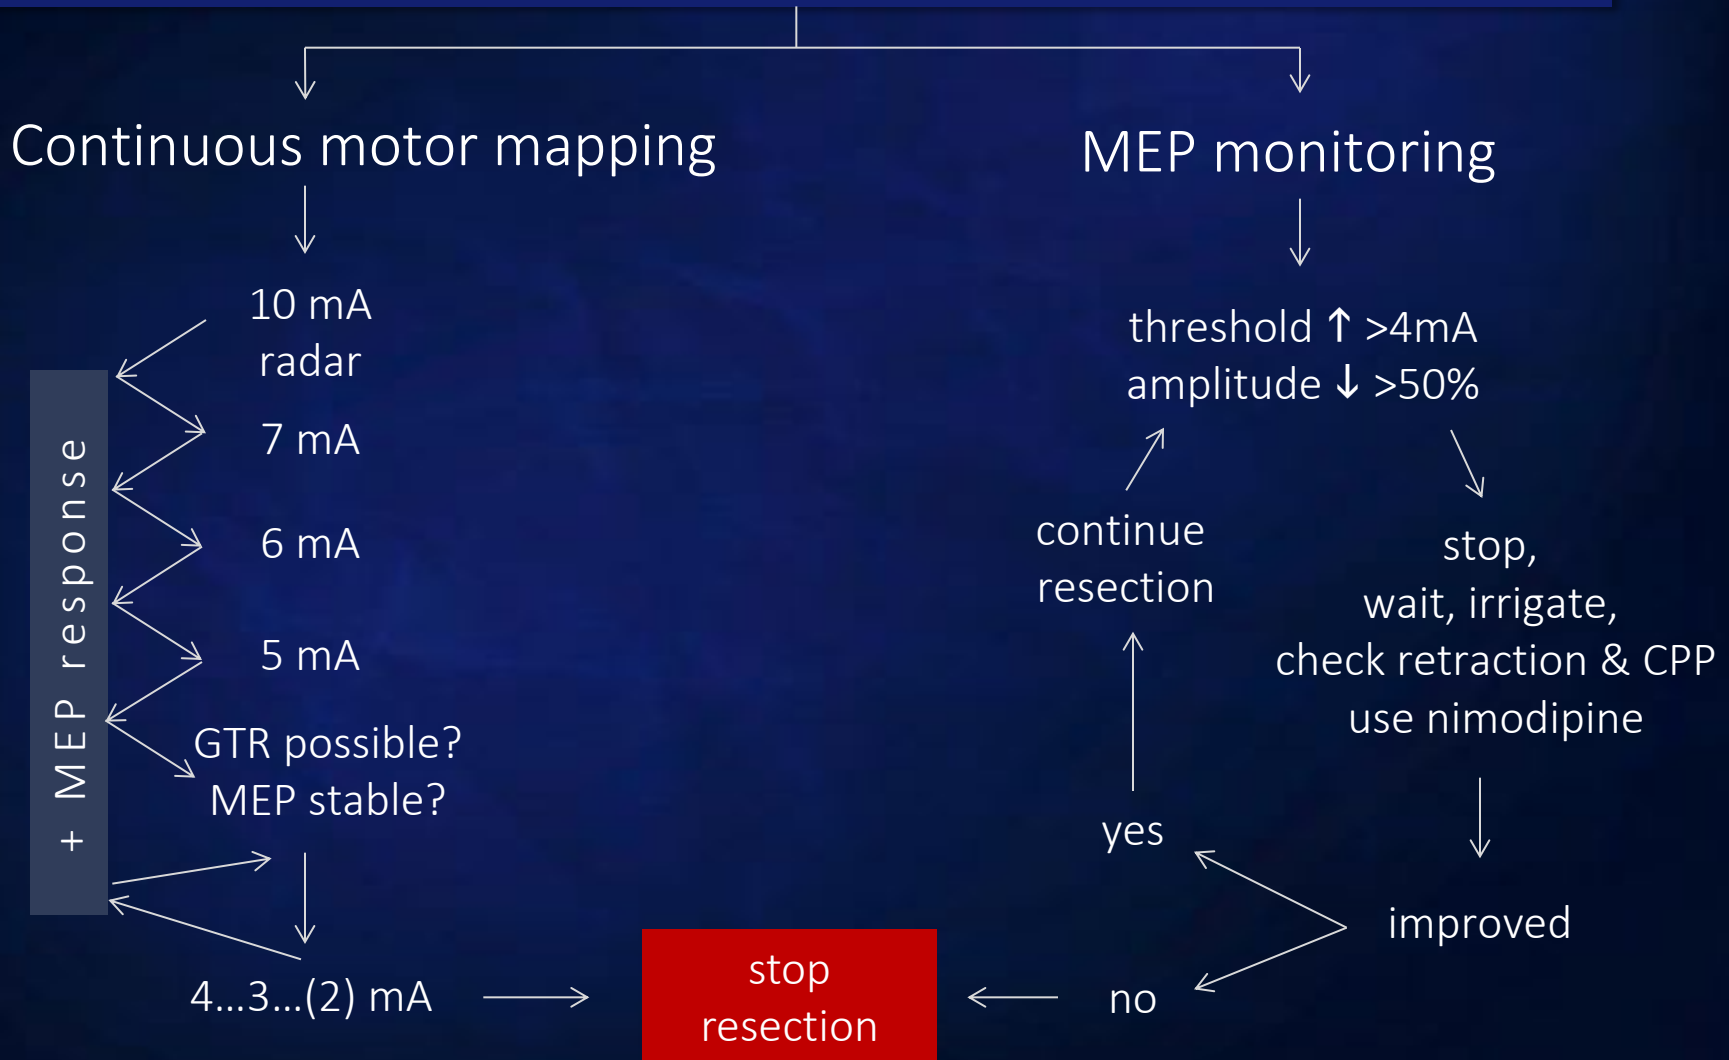 Continuous motor mapping
10 mA
radar
7 mA
6 mA
5 mA
GTR possible?
MEP stable?
4...3...(2) mA
+ MEP response
stop
resection
MEP monitoring
threshold ↑ >4mA
amplitude ↓ >50%
continue
resection
stop,
wait, irrigate,
check retraction & CPP
use nimodipine
yes
improved
no